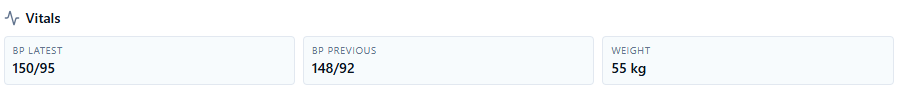 Vitals
BP LATEST
150/95
BP PREVIOUS
148/92
WEIGHT
55 kg